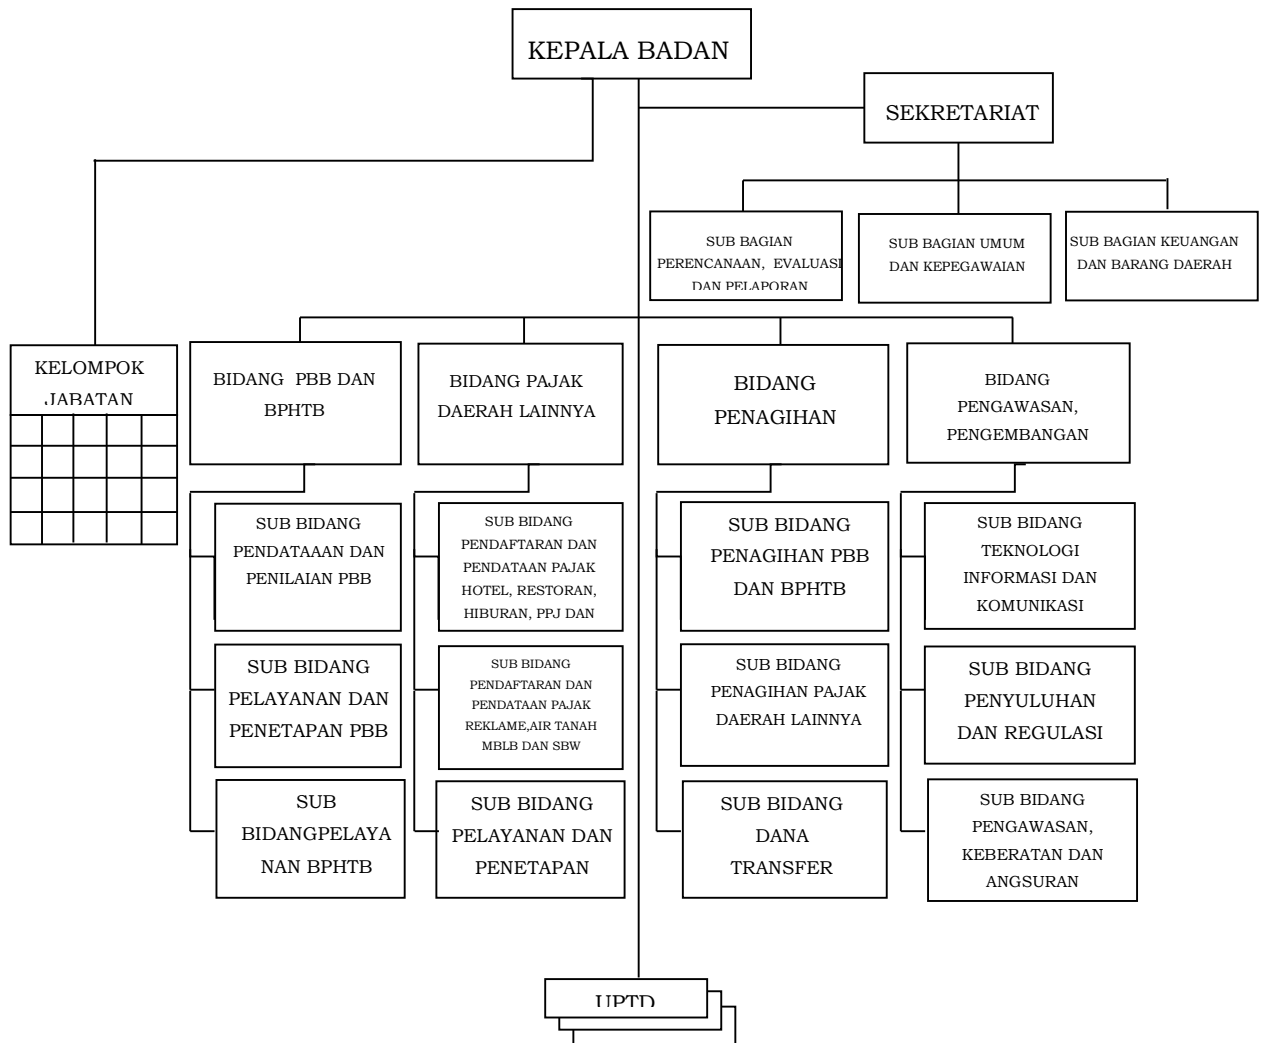 KEPALA BADAN
SEKRETARIAT
SUB BAGIAN
PERENCANAAN, EVALUASI
DAN PELAPORAN
SUB BAGIAN UMUM
DAN KEPEGAWAIAN
SUB BAGIAN KEUANGAN
DAN BARANG DAERAH
KELOMPOK
JABATAN
BIDANG PBB DAN
BPHTB
BIDANG PAJAK
DAERAH LAINNYA
BIDANG
PENAGIHAN
BIDANG
PENGAWASAN,
PENGEMBANGAN
SUB BIDANG
PENDATAAAN DAN
PENILAIAN PBB
SUB BIDANG
PENDAFTARAN DAN
PENDATAAN PAJAK
HOTEL, RESTORAN,
HIBURAN, PPJ DAN
SUB BIDANG
PENAGIHAN PBB
DAN BPHTB
SUB BIDANG
TEKNOLOGI
INFORMASI DAN
KOMUNIKASI
SUB BIDANG
PELAYANAN DAN
PENETAPAN PBB
SUB BIDANG
PENDAFTARAN DAN
PENDATAAN PAJAK
REKLAME,AIR TANAH
MBLB DAN SBW
SUB BIDANG
PENAGIHAN PAJAK
DAERAH LAINNYA
SUB BIDANG
PENYULUHAN
DAN REGULASI
SUB
BIDANGPELAYA
NAN BPHTB
SUB BIDANG
PELAYANAN DAN
PENETAPAN
SUB BIDANG
DANA
TRANSFER
SUB BIDANG
PENGAWASAN,
KEBERATAN DAN
ANGSURAN
UPTD